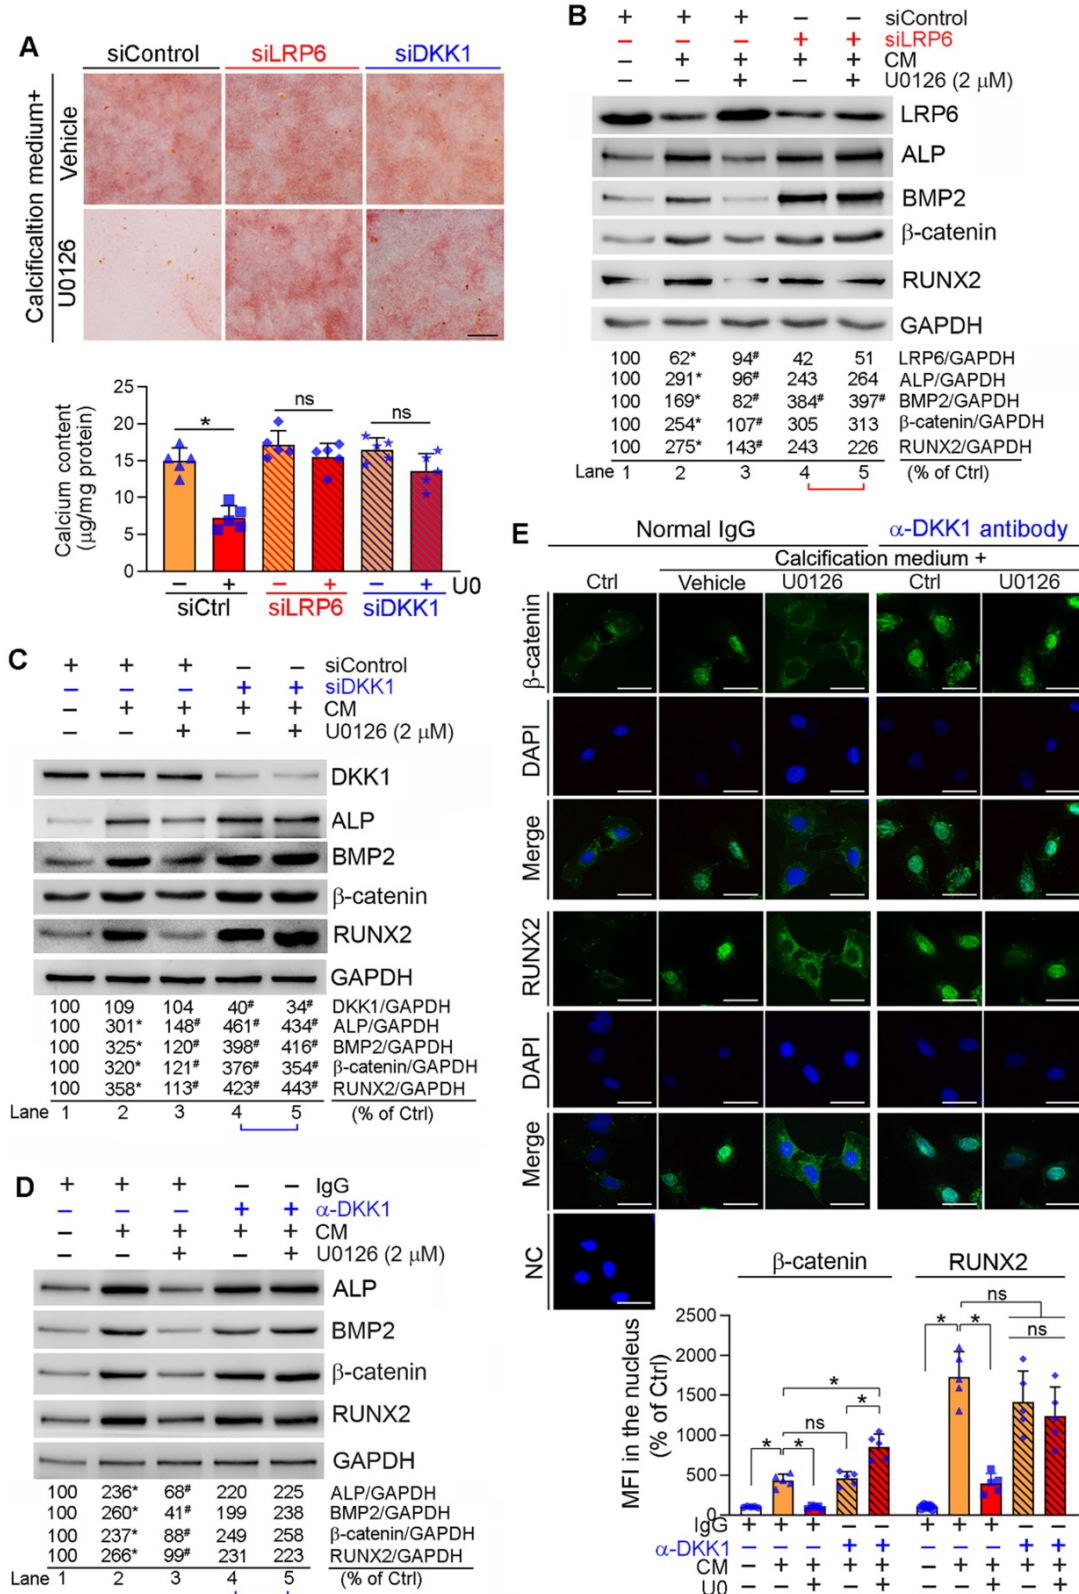 A
siControl siLRP6 siDKK1
Calcificaltion medium+
Vehicle
U0126
Calcium content
(µg/mg protein)
25
20
15
10
5
0
* ns ns
− + − + − + U0
siCtrl siLRP6 siDKK1
B
+ + + − − siControl
− − − + + siLRP6
− + + + + CM
− − + − + U0126 (2 µM)
LRP6
ALP
BMP2
β-catenin
RUNX2
GAPDH
100 62* 94# 42 51 LRP6/GAPDH
100 291* 96# 243 264 ALP/GAPDH
100 169* 82# 384# 397# BMP2/GAPDH
100 254* 107# 305 313 β-catenin/GAPDH
100 275* 143# 243 226 RUNX2/GAPDH
Lane 1 2 3 4 5 (% of Ctrl)
C
+ + + − − siControl
− − − + + siDKK1
− + + + + CM
− − + − + U0126 (2 µM)
DKK1
ALP
BMP2
β-catenin
RUNX2
GAPDH
100 109 104 40# 34# DKK1/GAPDH
100 301* 148# 461# 434# ALP/GAPDH
100 325* 120# 398# 416# BMP2/GAPDH
100 320* 121# 376# 354# β-catenin/GAPDH
100 358* 113# 423# 443# RUNX2/GAPDH
Lane 1 2 3 4 5 (% of Ctrl)
D
+ + + − − IgG
− − − + + α-DKK1
− + + + + CM
− − + − + U0126 (2 µM)
ALP
BMP2
β-catenin
RUNX2
GAPDH
100 236* 68# 220 225 ALP/GAPDH
100 260* 41# 199 238 BMP2/GAPDH
100 237* 88# 249 258 β-catenin/GAPDH
100 266* 99# 231 223 RUNX2/GAPDH
Lane 1 2 3 4 5 (% of Ctrl)
E
Normal IgG α-DKK1 antibody
Calcification medium +
Ctrl Vehicle U0126 Ctrl U0126
β-catenin
DAPI
Merge
RUNX2
DAPI
Merge
NC
β-catenin RUNX2
MFI in the nucleus
(% of Ctrl)
2500
2000
1500
1000
500
0
* * ns * * * * ns ns
IgG + + + − − + + + − −
α-DKK1 − − − + + − − − + +
CM − + + + + − + + + +
U0 − − + − + − − + − +